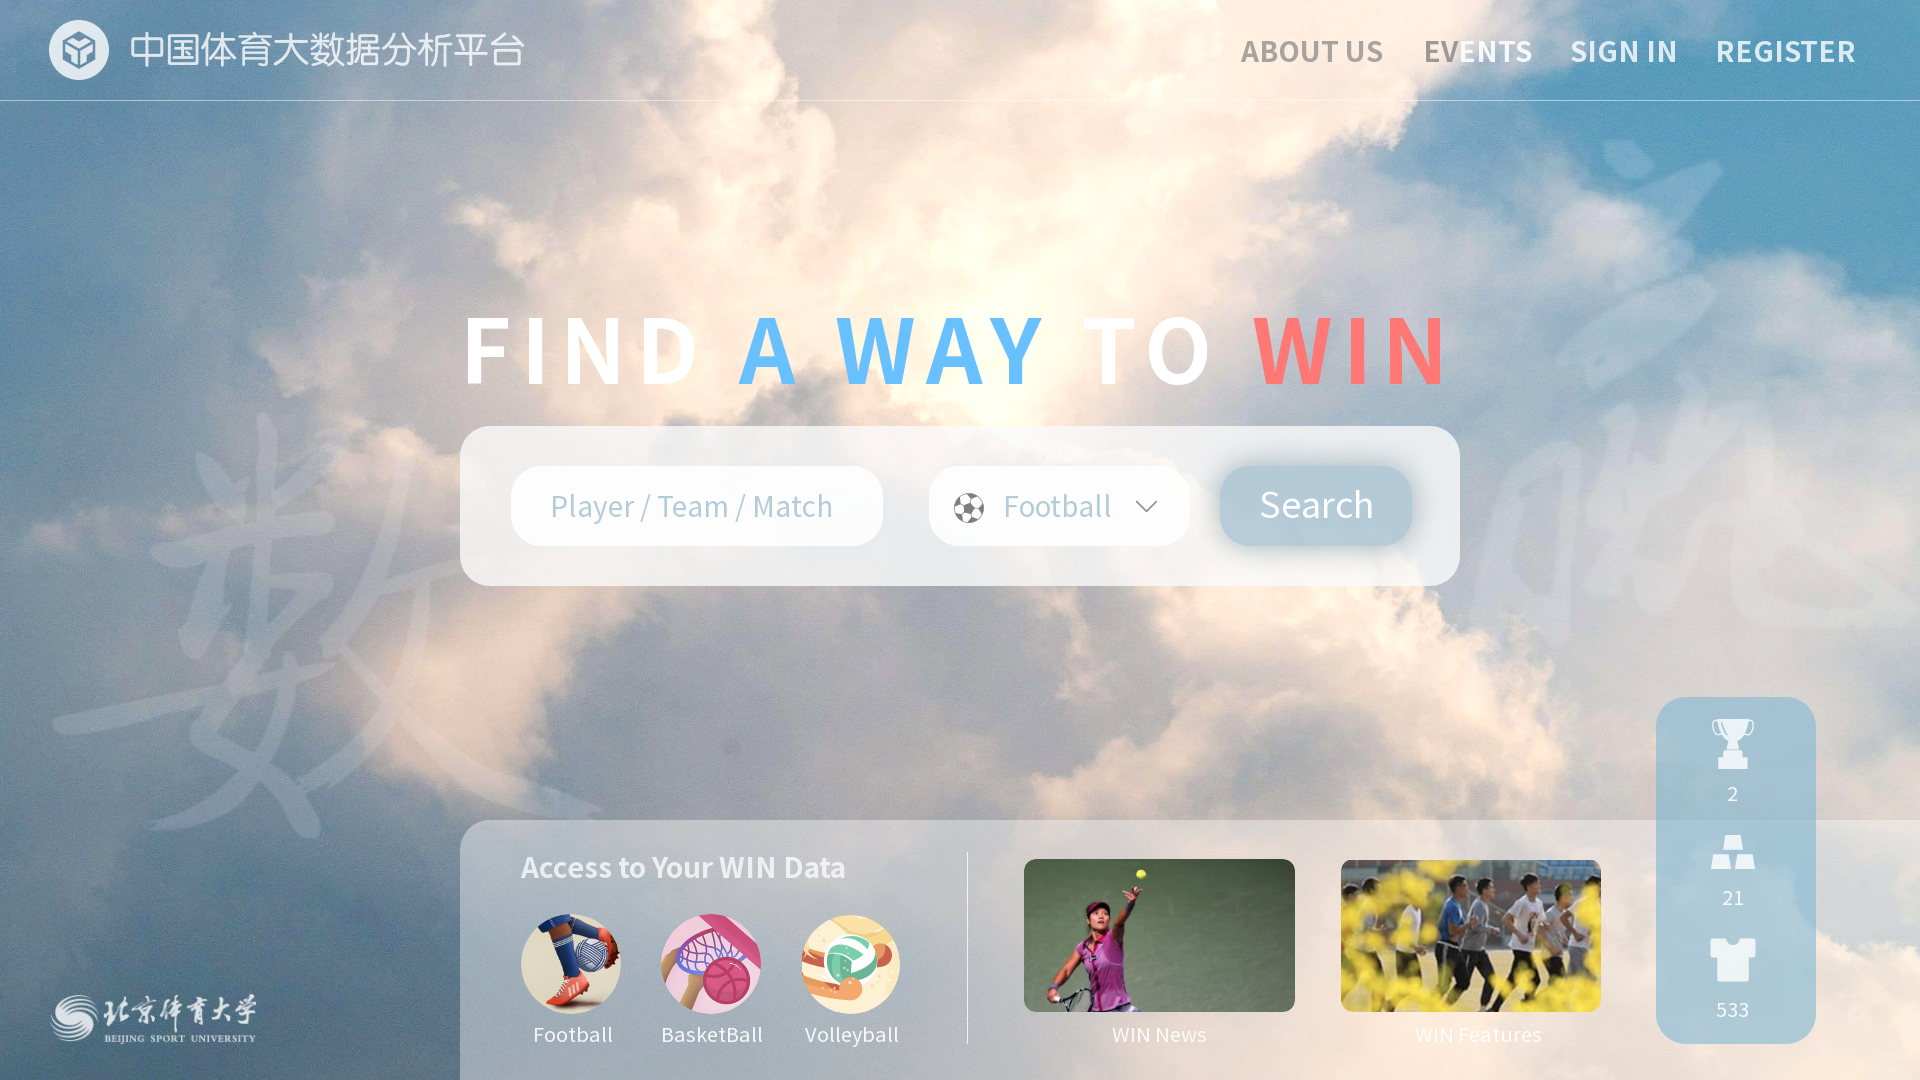 中国体育大数据分析平台
ABOUT US EVENTS SIGN IN REGISTER
数
FIND A WAY TO WIN
Player / Team / Match Football Search
2
21
533
Access to Your WIN Data
Football BasketBall Volleyball
WIN News WIN Features
北京体育大学
BEIJING SPORT UNIVERSITY